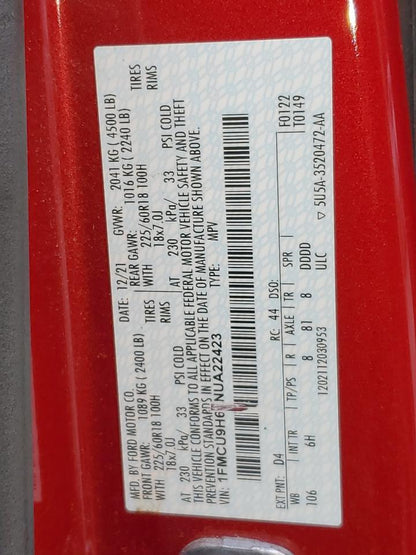 MFD. BY FORD MOTOR CO.
DATE: 12/21 GVWR: 2041 KG ( 4500 LB)
FRONT GAWR: 1089 KG ( 2400 LB) REAR GAWR: 1016 KG ( 2240 LB)
WITH 225/60R18 100H TIRES WITH 225/60R18 100H TIRES
18x7.0J RIMS 18x7.0J RIMS
AT 230 kPa/ 33 PSI COLD AT 230 kPa/ 33 PSI COLD
THIS VEHICLE CONFORMS TO ALL APPLICABLE FEDERAL MOTOR VEHICLE SAFETY AND THEFT
PREVENTION STANDARDS IN EFFECT ON THE DATE OF MANUFACTURE SHOWN ABOVE.
VIN: 1FMCU9H6 NUA22423 TYPE: MPV
F0122
T0149
EXT PNT: D4 RC: 44 DSO:
WB INT TR TP/PS R AXLE TR SPR
106 6H 8 81 8 DDDD
1202112030953 ULC ▽ 5U5A-3520472-AA